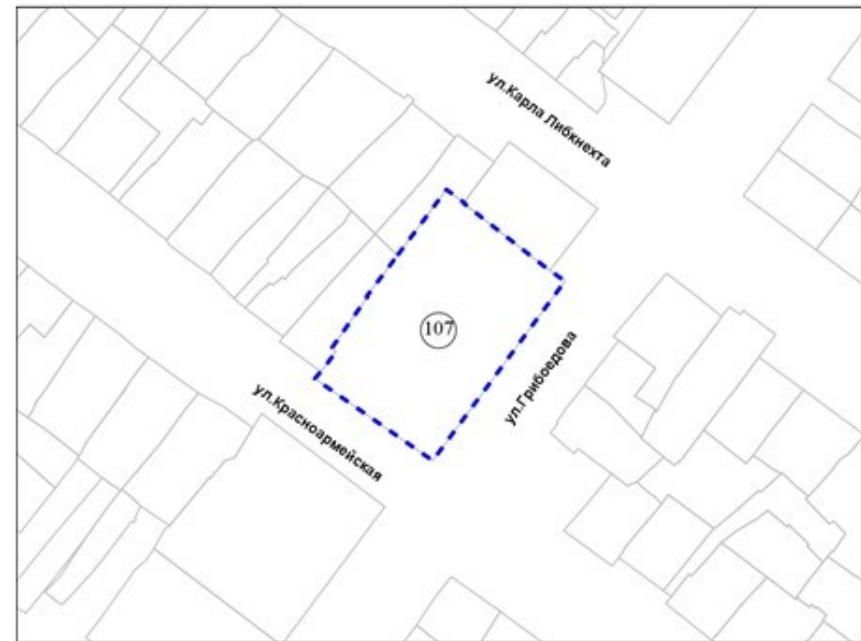 ул.Карла Либкнехта
107
ул.Грибоедова
ул.Красноармейская